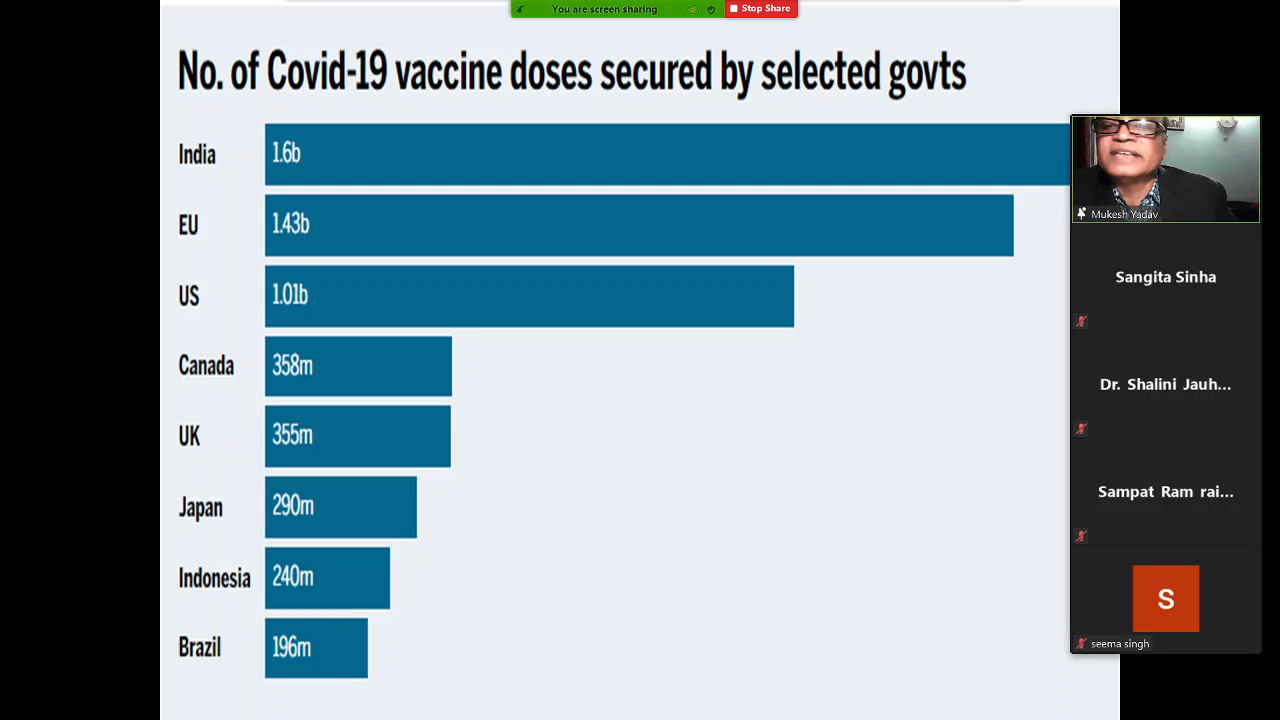 You are screen sharing
Stop Share
No. of Covid-19 vaccine doses secured by selected govts
India 1.6b
EU 1.43b
US 1.01b
Canada 358m
UK 355m
Japan 290m
Indonesia 240m
Brazil 196m
Mukesh Yadav
Sangita Sinha
Dr. Shalini Jauh...
Sampat Ram rai...
S
seema singh